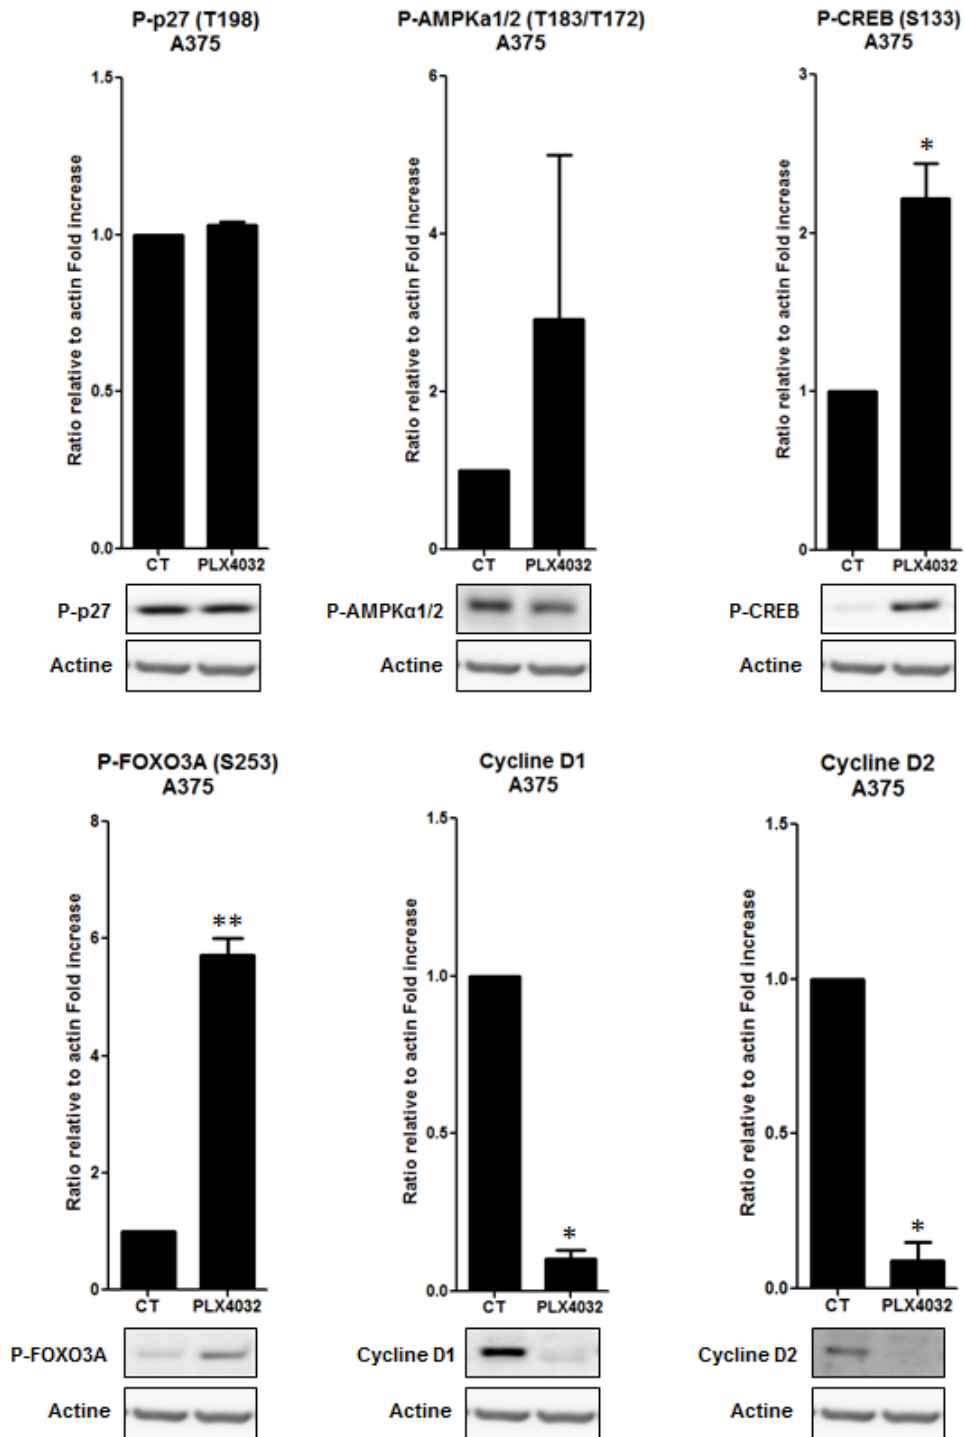 P-p27 (T198)
A375
Ratio relative to actin Fold increase
1.5
1.0
0.5
0.0
CT PLX4032
P-p27
Actine
P-AMPKa1/2 (T183/T172)
A375
Ratio relative to actin Fold increase
6
4
2
0
CT PLX4032
P-AMPKα1/2
Actine
P-CREB (S133)
A375
Ratio relative to actin Fold increase
3
2
1
0
*
CT PLX4032
P-CREB
Actine
P-FOXO3A (S253)
A375
Ratio relative to actin Fold increase
8
6
4
2
0
**
CT PLX4032
P-FOXO3A
Actine
Cycline D1
A375
Ratio relative to actin Fold increase
1.5
1.0
0.5
0.0
*
CT PLX4032
Cycline D1
Actine
Cycline D2
A375
Ratio relative to actin Fold increase
1.5
1.0
0.5
0.0
*
CT PLX4032
Cycline D2
Actine